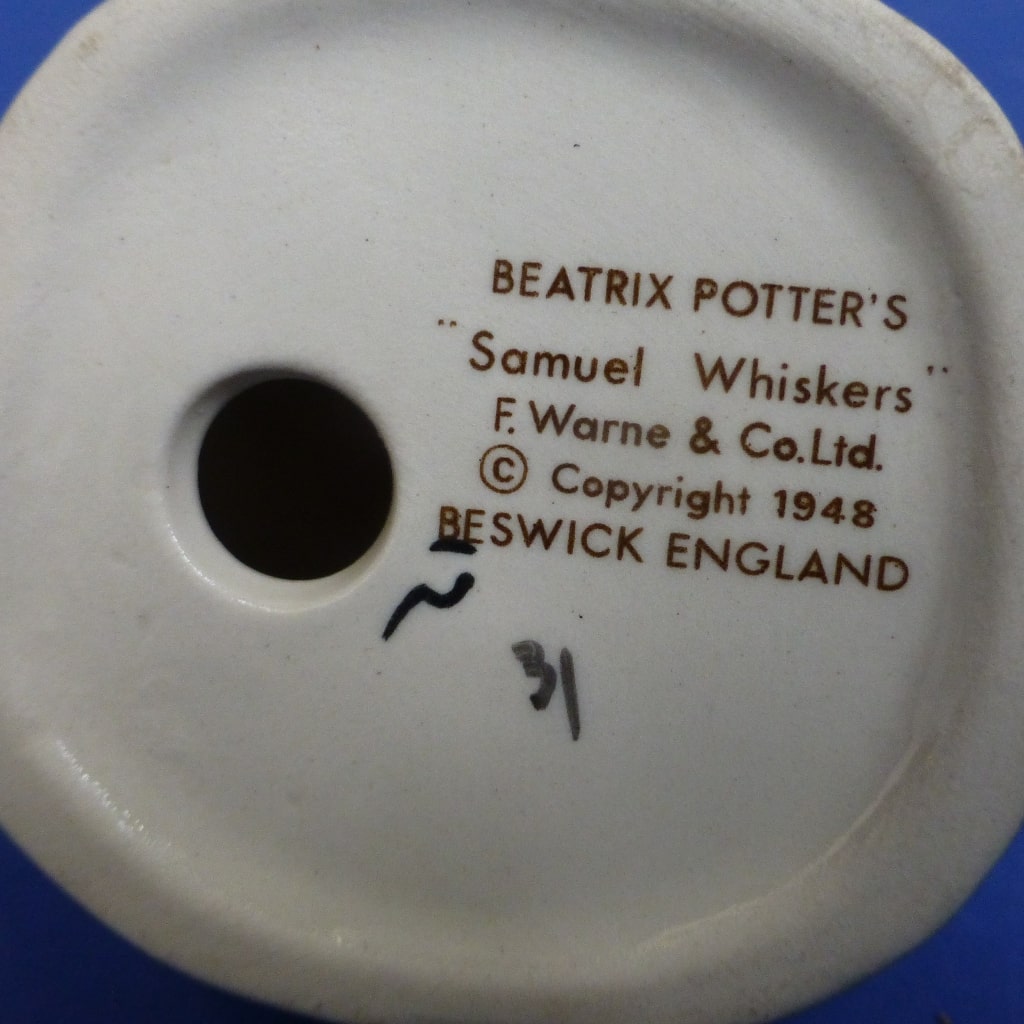 BEATRIX POTTER'S
"Samuel Whiskers"
F. Warne & Co.Ltd.
© Copyright 1948
BESWICK ENGLAND
31